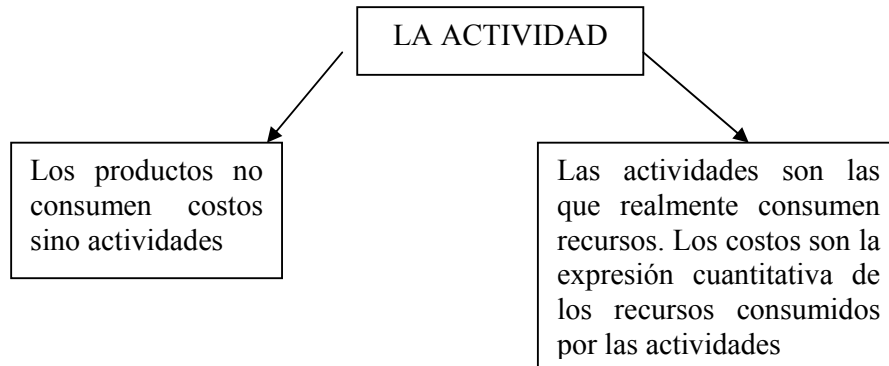 LA ACTIVIDAD
Los productos no
consumen costos
sino actividades
Las actividades son las
que realmente consumen
recursos. Los costos son la
expresión cuantitativa de
los recursos consumidos
por las actividades